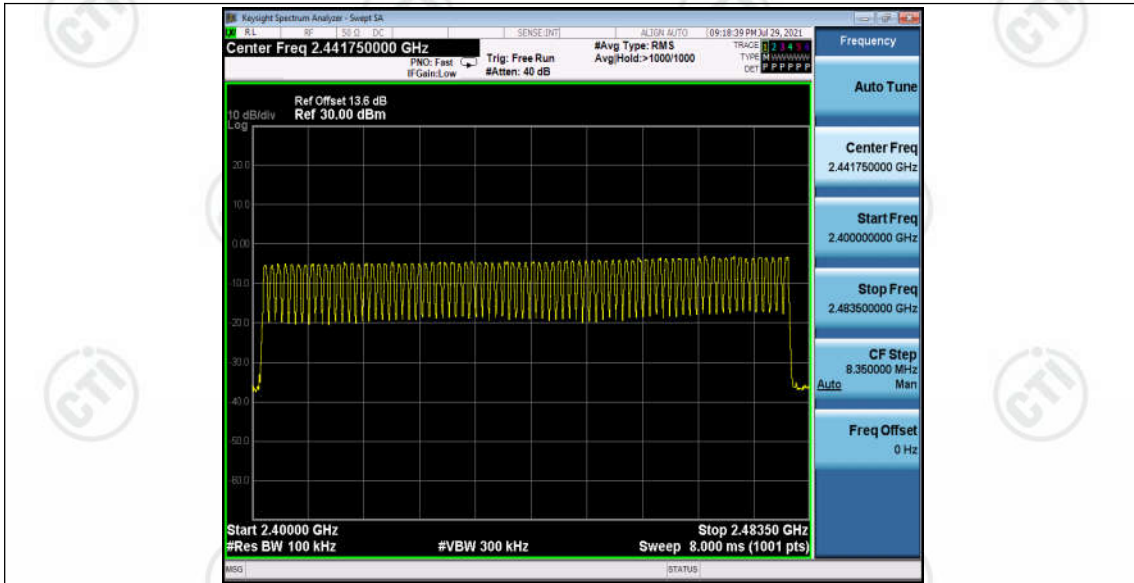 Keysight Spectrum Analyzer - Swept SA
RL RF 50 Ω DC SENSE:INT ALIGN AUTO 09:18:39 PM Jul 29, 2021
Center Freq 2.441750000 GHz
#Avg Type: RMS
TRACE 1 2 3 4 5 6
PNO: Fast
Trig: Free Run
Avg|Hold:>1000/1000
TYPE M WWWWW
IFGain:Low
#Atten: 40 dB
DET P P P P P P
Ref Offset 13.6 dB
10 dB/div Ref 30.00 dBm
Log
20.0
10.0
0.00
-10.0
-20.0
-30.0
-40.0
-50.0
-60.0
Start 2.40000 GHz
Stop 2.48350 GHz
#Res BW 100 kHz
#VBW 300 kHz
Sweep 8.000 ms (1001 pts)
MSG
STATUS
Frequency
Auto Tune
Center Freq
2.441750000 GHz
Start Freq
2.400000000 GHz
Stop Freq
2.483500000 GHz
CF Step
8.350000 MHz
Auto Man
Freq Offset
0 Hz
CTI
CTI
CTI
CTI